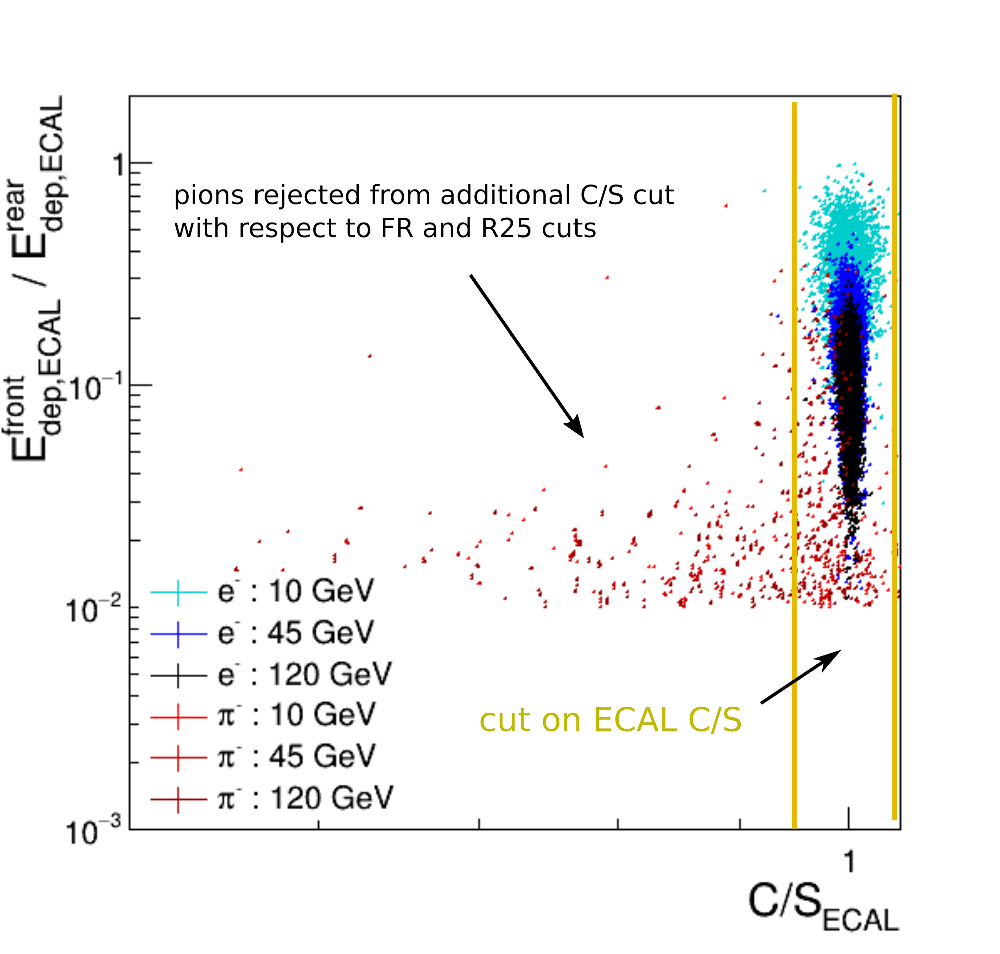 E^front_dep,ECAL / E^rear_dep,ECAL
1
10⁻¹
10⁻²
10⁻³
pions rejected from additional C/S cut
with respect to FR and R25 cuts
e⁻ : 10 GeV
e⁻ : 45 GeV
e⁻ : 120 GeV
π⁻ : 10 GeV
π⁻ : 45 GeV
π⁻ : 120 GeV
cut on ECAL C/S
1
C/S_ECAL